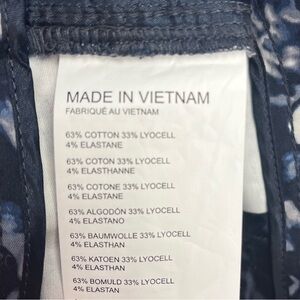 MADE IN VIETNAM
FABRIQUÉ AU VIETNAM
63% COTTON 33% LYOCELL
4% ELASTANE
63% COTON 33% LYOCELL
4% ELASTHANNE
63% COTONE 33% LYOCELL
4% ELASTANE
63% ALGODÓN 33% LYOCELL
4% ELASTANO
63% BAUMWOLLE 33% LYOCELL
4% ELASTHAN
63% KATOEN 33% LYOCELL
4% ELASTHAN
63% BOMULD 33% LYOCELL
4% ELASTAN